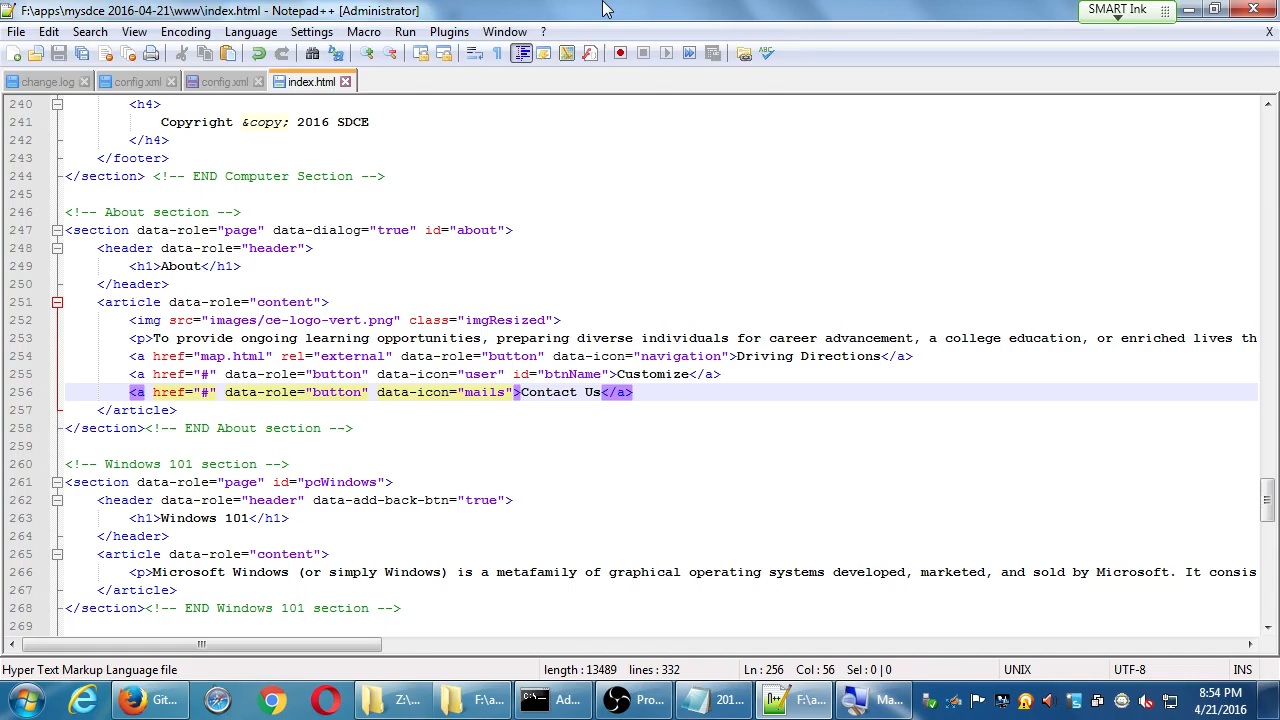 F:\apps\mysdce 2016-04-21\www\index.html - Notepad++ [Administrator]
SMART Ink
File Edit Search View Encoding Language Settings Macro Run Plugins Window ? X
change.log config.xml config.xml index.html
240 <h4>
241 Copyright &copy; 2016 SDCE
242 </h4>
243 </footer>
244 </section> <!-- END Computer Section -->
245
246 <!-- About section -->
247 <section data-role="page" data-dialog="true" id="about">
248 <header data-role="header">
249 <h1>About</h1>
250 </header>
251 <article data-role="content">
252 <img src="images/ce-logo-vert.png" class="imgResized">
253 <p>To provide ongoing learning opportunities, preparing diverse individuals for career advancement, a college education, or enriched lives th
254 <a href="map.html" rel="external" data-role="button" data-icon="navigation">Driving Directions</a>
255 <a href="#" data-role="button" data-icon="user" id="btnName">Customize</a>
256 <a href="#" data-role="button" data-icon="mails">Contact Us</a>
257 </article>
258 </section><!-- END About section -->
259
260 <!-- Windows 101 section -->
261 <section data-role="page" id="pcWindows">
262 <header data-role="header" data-add-back-btn="true">
263 <h1>Windows 101</h1>
264 </header>
265 <article data-role="content">
266 <p>Microsoft Windows (or simply Windows) is a metafamily of graphical operating systems developed, marketed, and sold by Microsoft. It consis
267 </article>
268 </section><!-- END Windows 101 section -->
269
Hyper Text Markup Language file length : 13489 lines : 332 Ln : 256 Col : 56 Sel : 0 | 0 UNIX UTF-8 INS
Git... Z:\... F:\a... Ad... Pro... 201... F:\a... Ma... 8:54 PM
4/21/2016